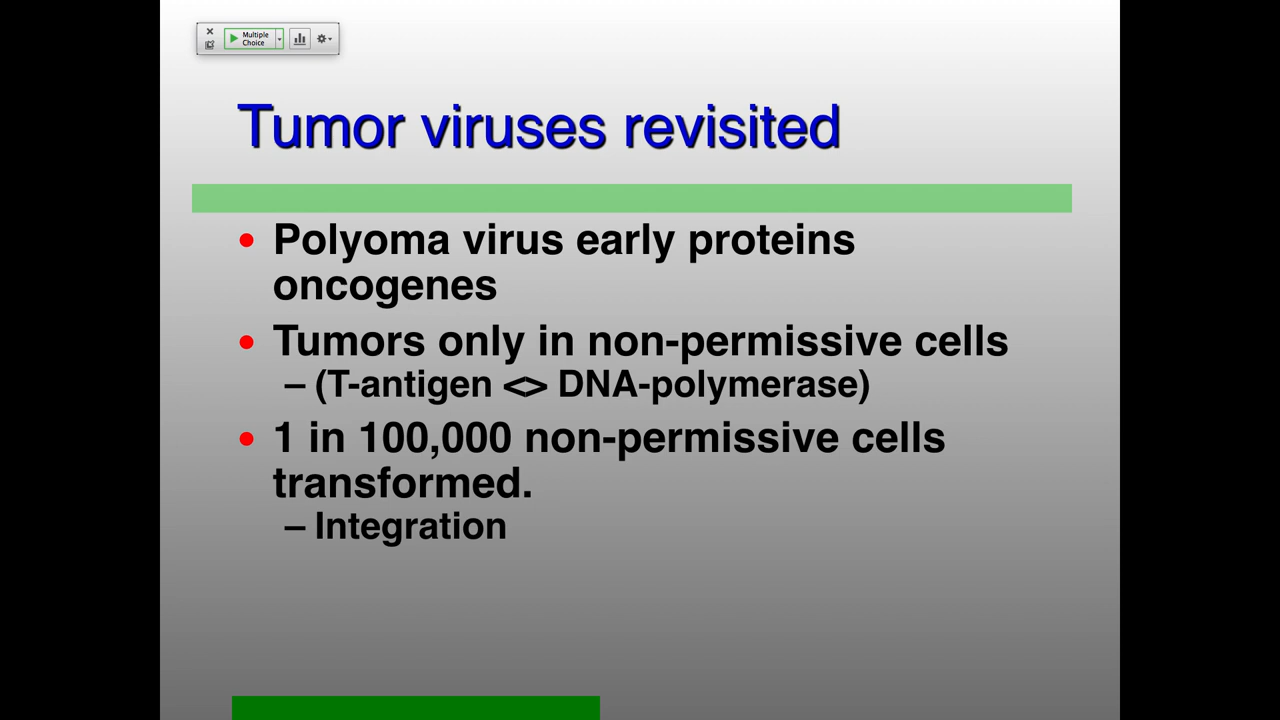 Multiple
Choice
Tumor viruses revisited
• Polyoma virus early proteins
oncogenes
• Tumors only in non-permissive cells
– (T-antigen <> DNA-polymerase)
• 1 in 100,000 non-permissive cells
transformed.
– Integration